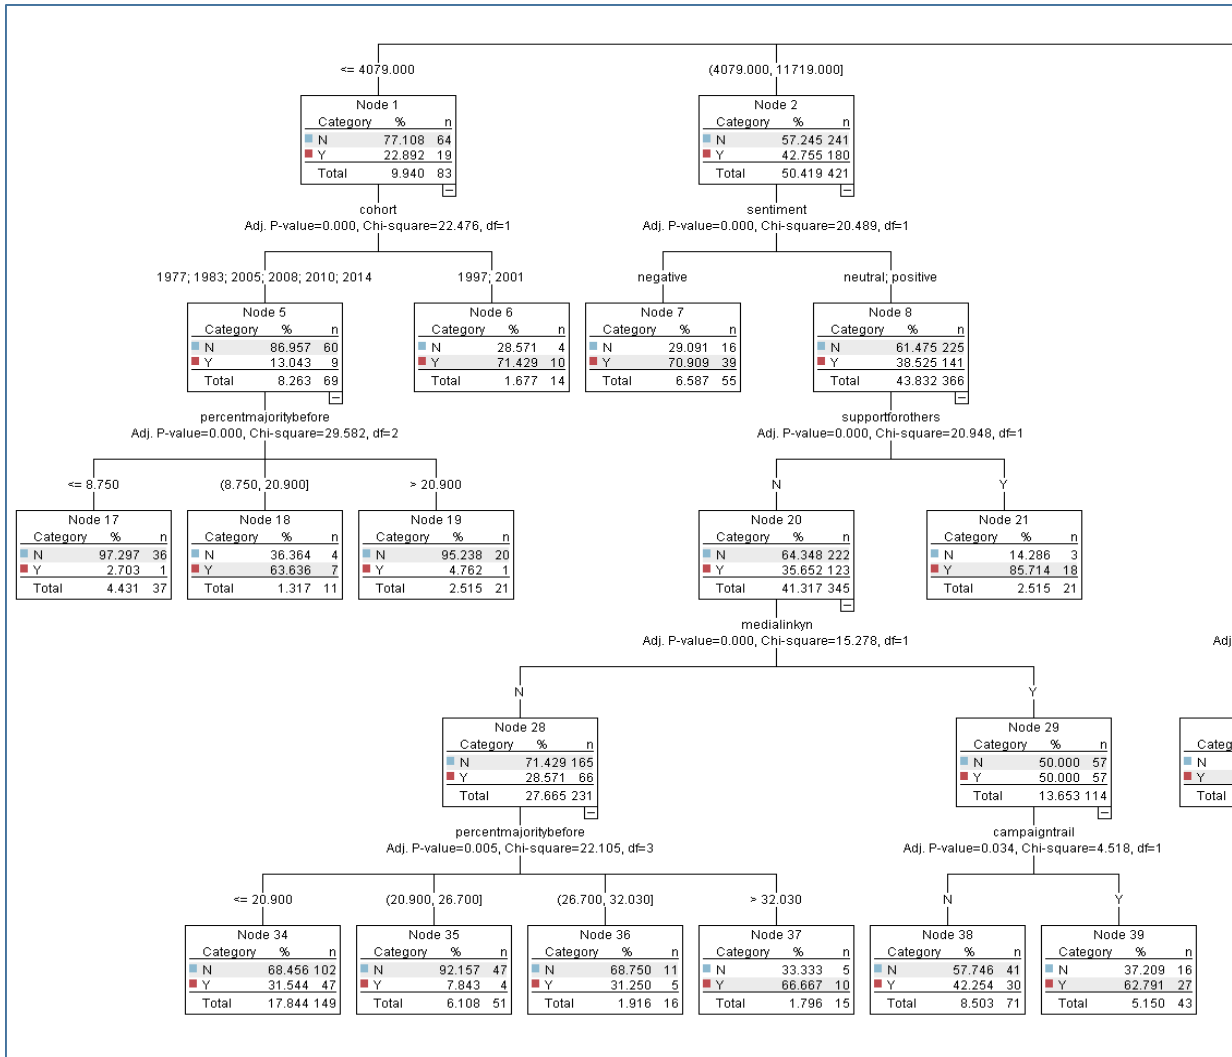 <= 4079.000
(4079.000, 11719.000]
Node 1
Category % n
N 77.108 64
Y 22.892 19
Total 9.940 83
Node 2
Category % n
N 57.245 241
Y 42.755 180
Total 50.419 421
cohort
Adj. P-value=0.000, Chi-square=22.476, df=1
sentiment
Adj. P-value=0.000, Chi-square=20.489, df=1
1977; 1983; 2005; 2008; 2010; 2014
1997; 2001
negative
neutral; positive
Node 5
Category % n
N 86.957 60
Y 13.043 9
Total 8.263 69
Node 6
Category % n
N 28.571 4
Y 71.429 10
Total 1.677 14
Node 7
Category % n
N 29.091 16
Y 70.909 39
Total 6.587 55
Node 8
Category % n
N 61.475 225
Y 38.525 141
Total 43.832 366
percentmajoritybefore
Adj. P-value=0.000, Chi-square=29.582, df=2
supportforothers
Adj. P-value=0.000, Chi-square=20.948, df=1
<= 8.750
(8.750, 20.900]
> 20.900
N
Y
Node 17
Category % n
N 97.297 36
Y 2.703 1
Total 4.431 37
Node 18
Category % n
N 36.364 4
Y 63.636 7
Total 1.317 11
Node 19
Category % n
N 95.238 20
Y 4.762 1
Total 2.515 21
Node 20
Category % n
N 64.348 222
Y 35.652 123
Total 41.317 345
Node 21
Category % n
N 14.286 3
Y 85.714 18
Total 2.515 21
medialinkyn
Adj. P-value=0.000, Chi-square=15.278, df=1
Adj
N
Y
Node 28
Category % n
N 71.429 165
Y 28.571 66
Total 27.665 231
Node 29
Category % n
N 50.000 57
Y 50.000 57
Total 13.653 114
Categ
N
Y
Total
percentmajoritybefore
Adj. P-value=0.005, Chi-square=22.105, df=3
campaigntrail
Adj. P-value=0.034, Chi-square=4.518, df=1
<= 20.900
(20.900, 26.700]
(26.700, 32.030]
> 32.030
N
Y
Node 34
Category % n
N 68.456 102
Y 31.544 47
Total 17.844 149
Node 35
Category % n
N 92.157 47
Y 7.843 4
Total 6.108 51
Node 36
Category % n
N 68.750 11
Y 31.250 5
Total 1.916 16
Node 37
Category % n
N 33.333 5
Y 66.667 10
Total 1.796 15
Node 38
Category % n
N 57.746 41
Y 42.254 30
Total 8.503 71
Node 39
Category % n
N 37.209 16
Y 62.791 27
Total 5.150 43